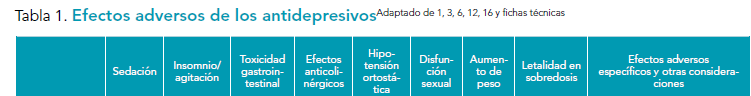 Tabla 1. Efectos adversos de los antidepresivos Adaptado de 1, 3, 6, 12, 16 y fichas técnicas
Sedación
Insomnio/
agitación
Toxicidad
gastroin-
testinal
Efectos
anticoli-
nérgicos
Hipo-
tensión
ortostá-
tica
Disfun-
ción
sexual
Aumen-
to de
peso
Letalidad en
sobredosis
Efectos adversos
específicos y otras considera-
ciones